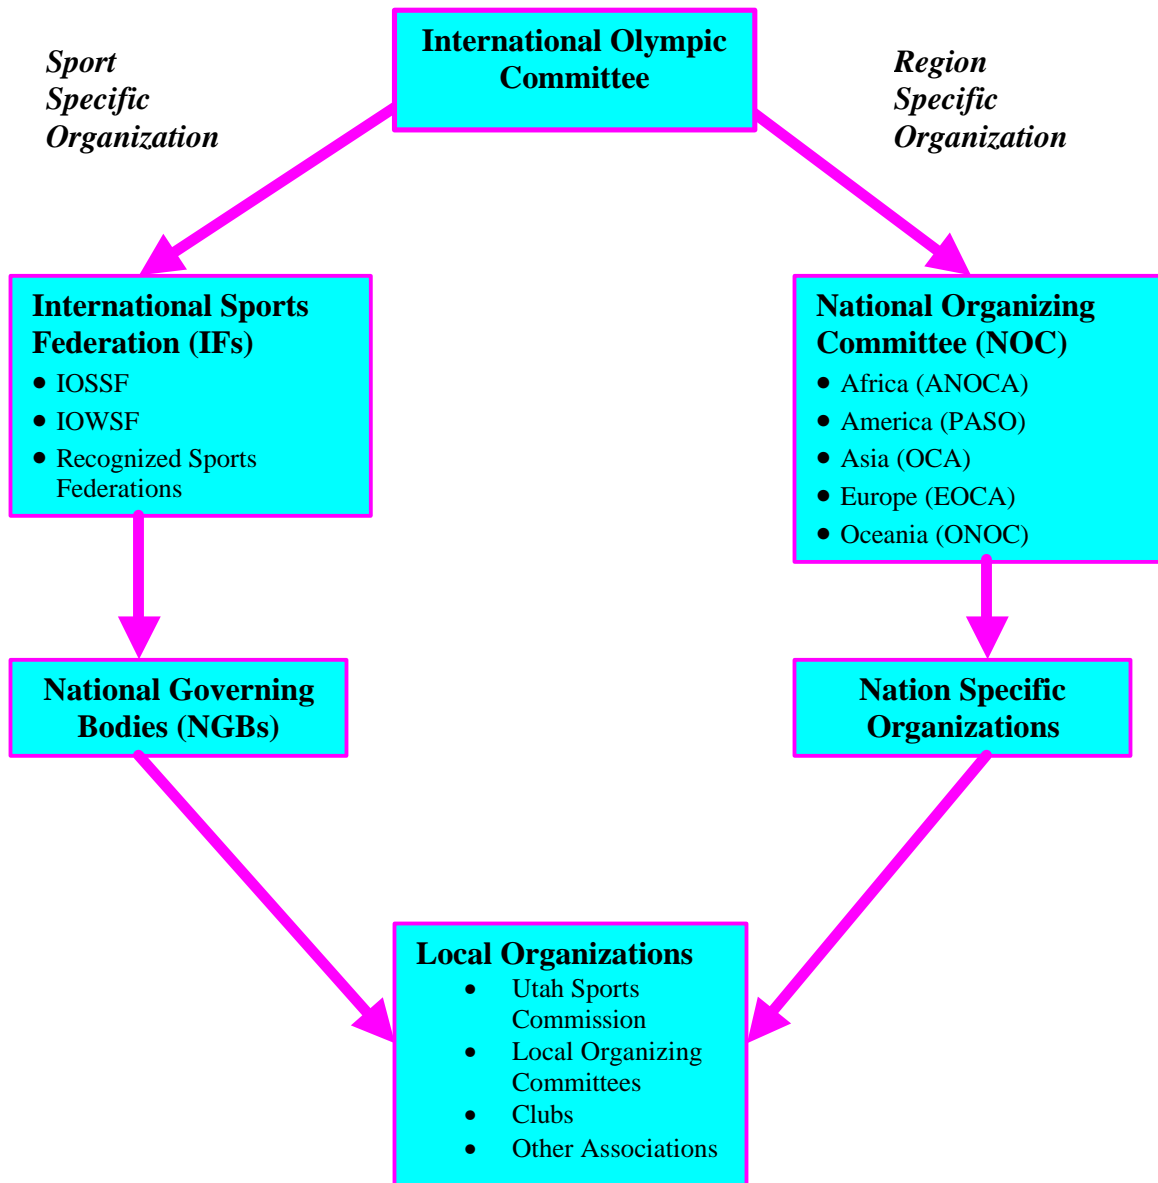 International Olympic
Committee
Sport
Specific
Organization
Region
Specific
Organization
International Sports
Federation (IFs)
• IOSSF
• IOWSF
• Recognized Sports
Federations
National Organizing
Committee (NOC)
• Africa (ANOCA)
• America (PASO)
• Asia (OCA)
• Europe (EOCA)
• Oceania (ONOC)
National Governing
Bodies (NGBs)
Nation Specific
Organizations
Local Organizations
• Utah Sports
Commission
• Local Organizing
Committees
• Clubs
• Other Associations